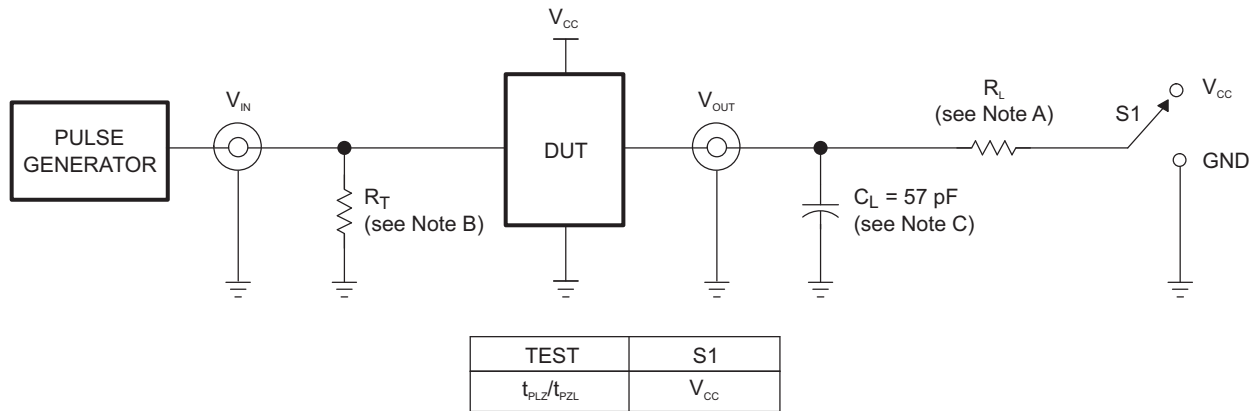 V_CC
PULSE
GENERATOR
V_IN
R_T
(see Note B)
DUT
V_OUT
C_L = 57 pF
(see Note C)
R_L
(see Note A)
S1
V_CC
GND
TEST S1
t_PLZ/t_PZL V_CC